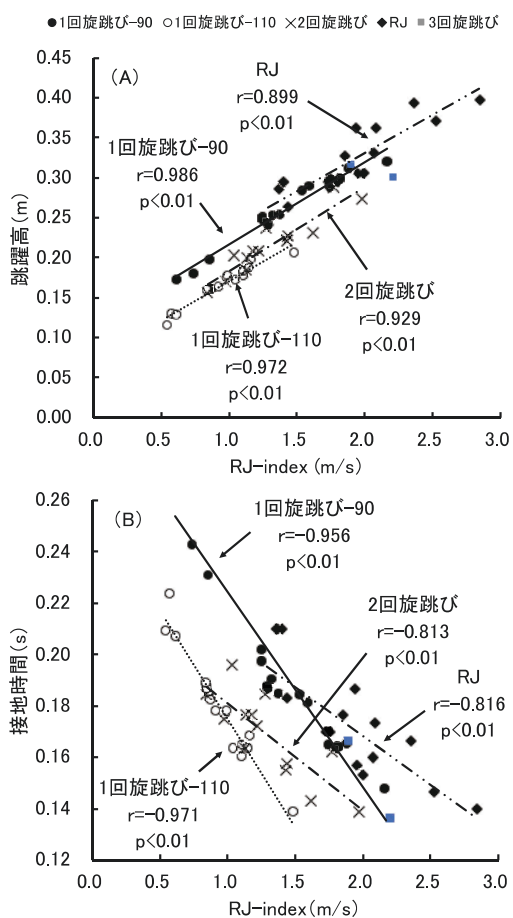 ●1回旋跳び-90 ○1回旋跳び-110 ×2回旋跳び ◆RJ ■3回旋跳び
(A)
RJ
r=0.899
p<0.01
1回旋跳び-90
r=0.986
p<0.01
2回旋跳び
r=0.929
p<0.01
1回旋跳び-110
r=0.972
p<0.01
跳躍高(m)
0.45
0.40
0.35
0.30
0.25
0.20
0.15
0.10
0.05
0.00
0.0 0.5 1.0 1.5 2.0 2.5 3.0
RJ-index (m/s)
(B)
1回旋跳び-90
r=-0.956
p<0.01
2回旋跳び
r=-0.813
p<0.01
RJ
r=-0.816
p<0.01
1回旋跳び-110
r=-0.971
p<0.01
接地時間(s)
0.26
0.24
0.22
0.20
0.18
0.16
0.14
0.12
0.0 0.5 1.0 1.5 2.0 2.5 3.0
RJ-index (m/s)